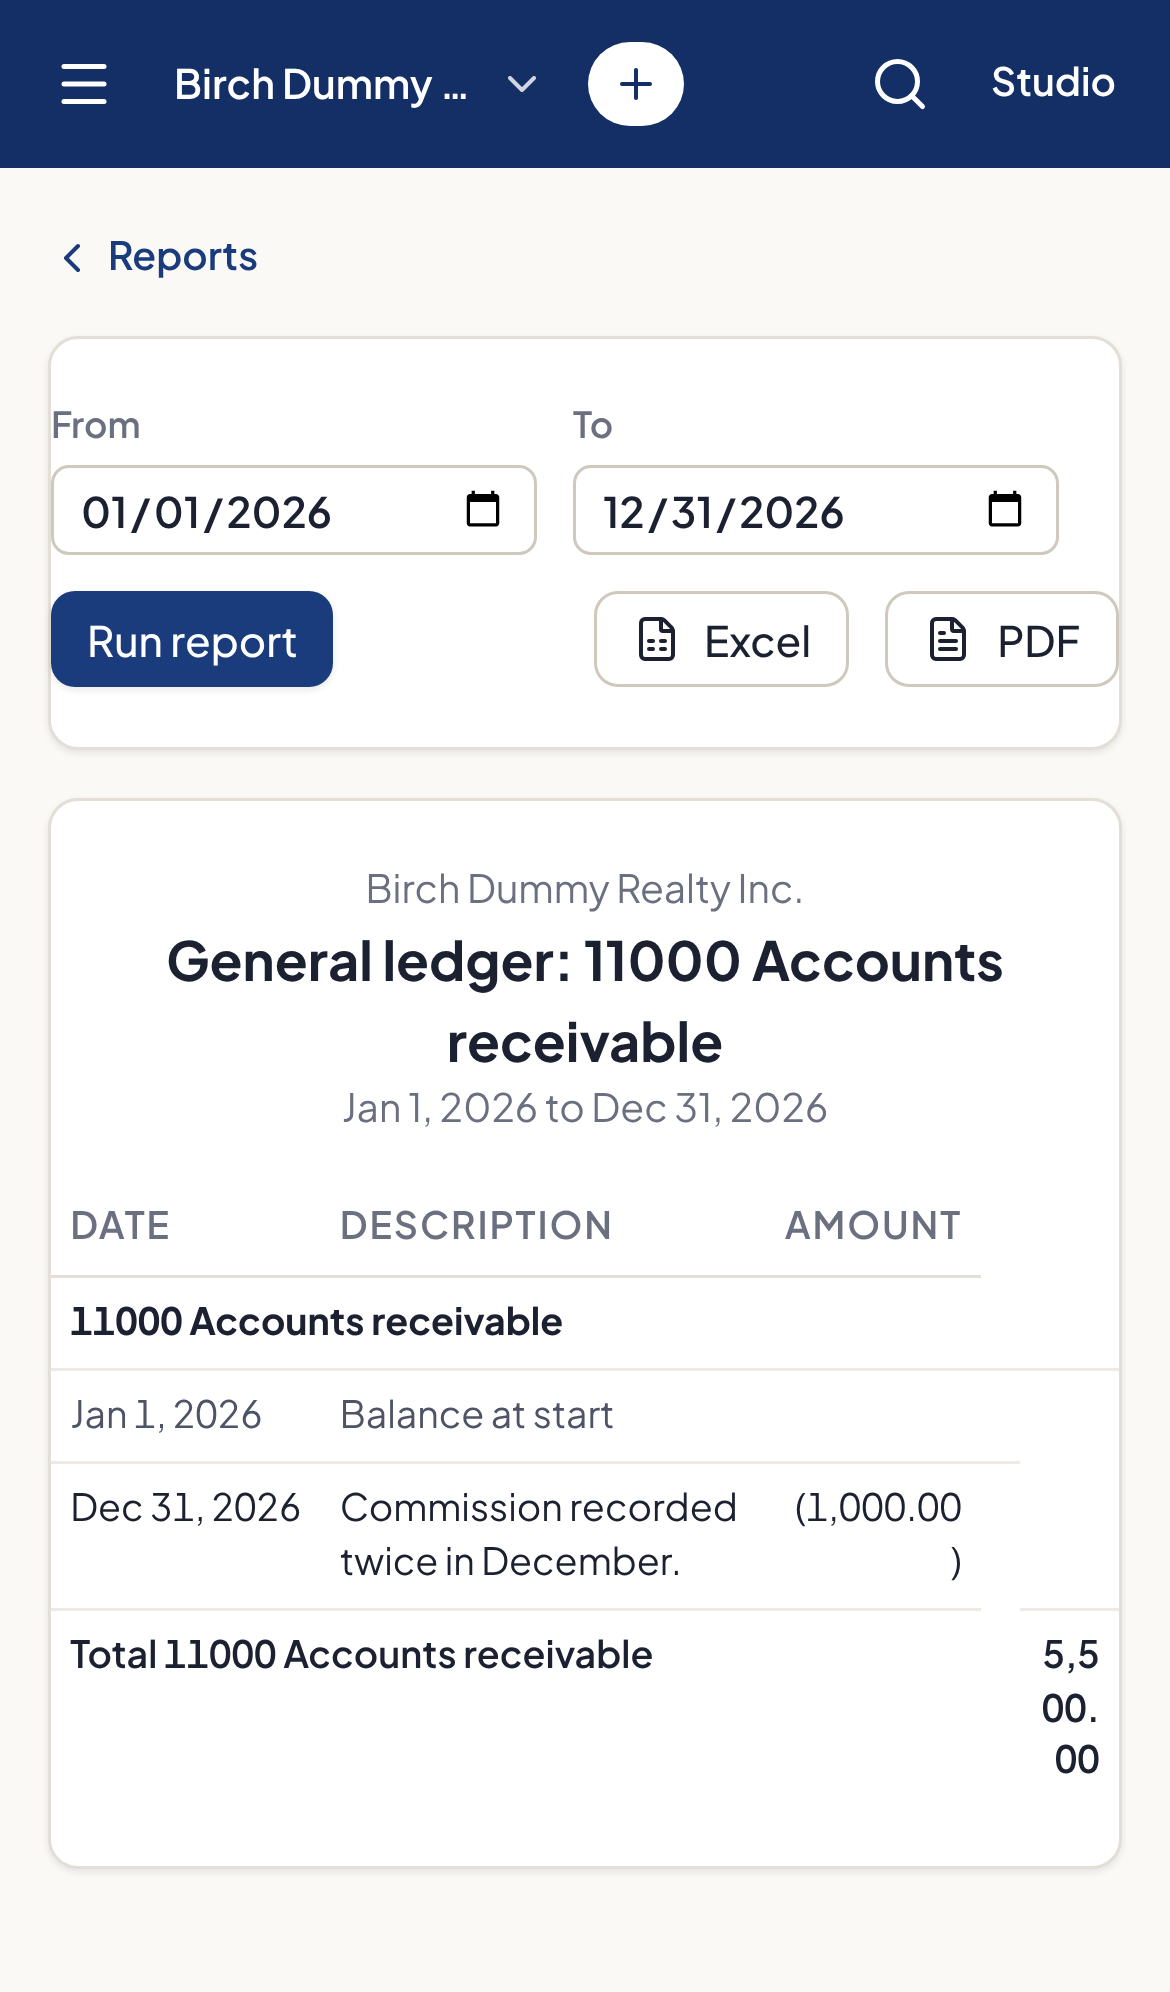 Birch Dummy ...
Studio
Reports
From
To
01/01/2026
12/31/2026
Run report
Excel
PDF
Birch Dummy Realty Inc.
General ledger: 11000 Accounts
receivable
Jan 1, 2026 to Dec 31, 2026
DATE DESCRIPTION AMOUNT
11000 Accounts receivable
Jan 1, 2026 Balance at start
Dec 31, 2026 Commission recorded (1,000.00
twice in December. )
Total 11000 Accounts receivable 5,5
00.
00